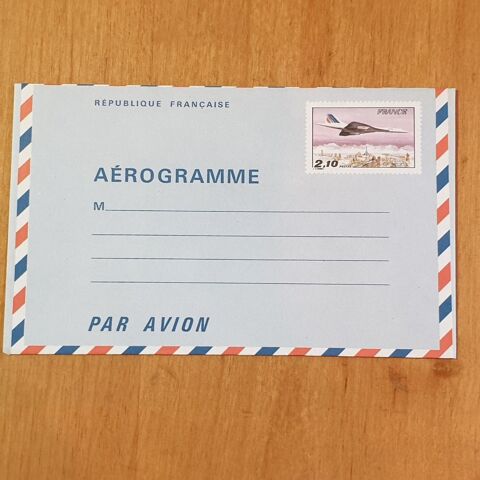 RÉPUBLIQUE FRANÇAISE
FRANCE
2,10
AÉROGRAMME
M
PAR AVION